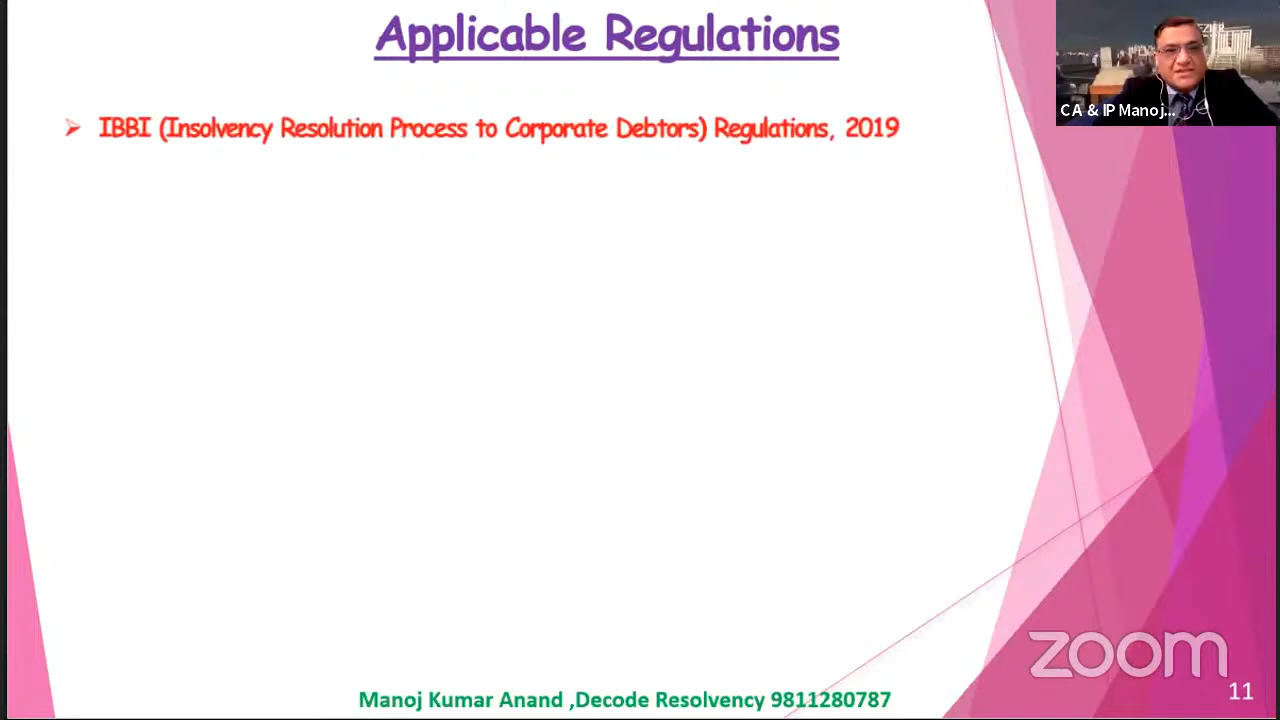 Applicable Regulations
IBBI (Insolvency Resolution Process to Corporate Debtors) Regulations, 2019
CA & IP Manoj...
Manoj Kumar Anand ,Decode Resolvency 9811280787
zoom
11